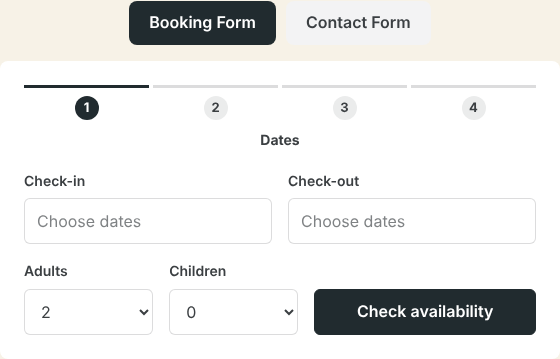 Booking Form Contact Form
1 2 3 4
Dates
Check-in Check-out
Choose dates Choose dates
Adults Children
2 0 Check availability